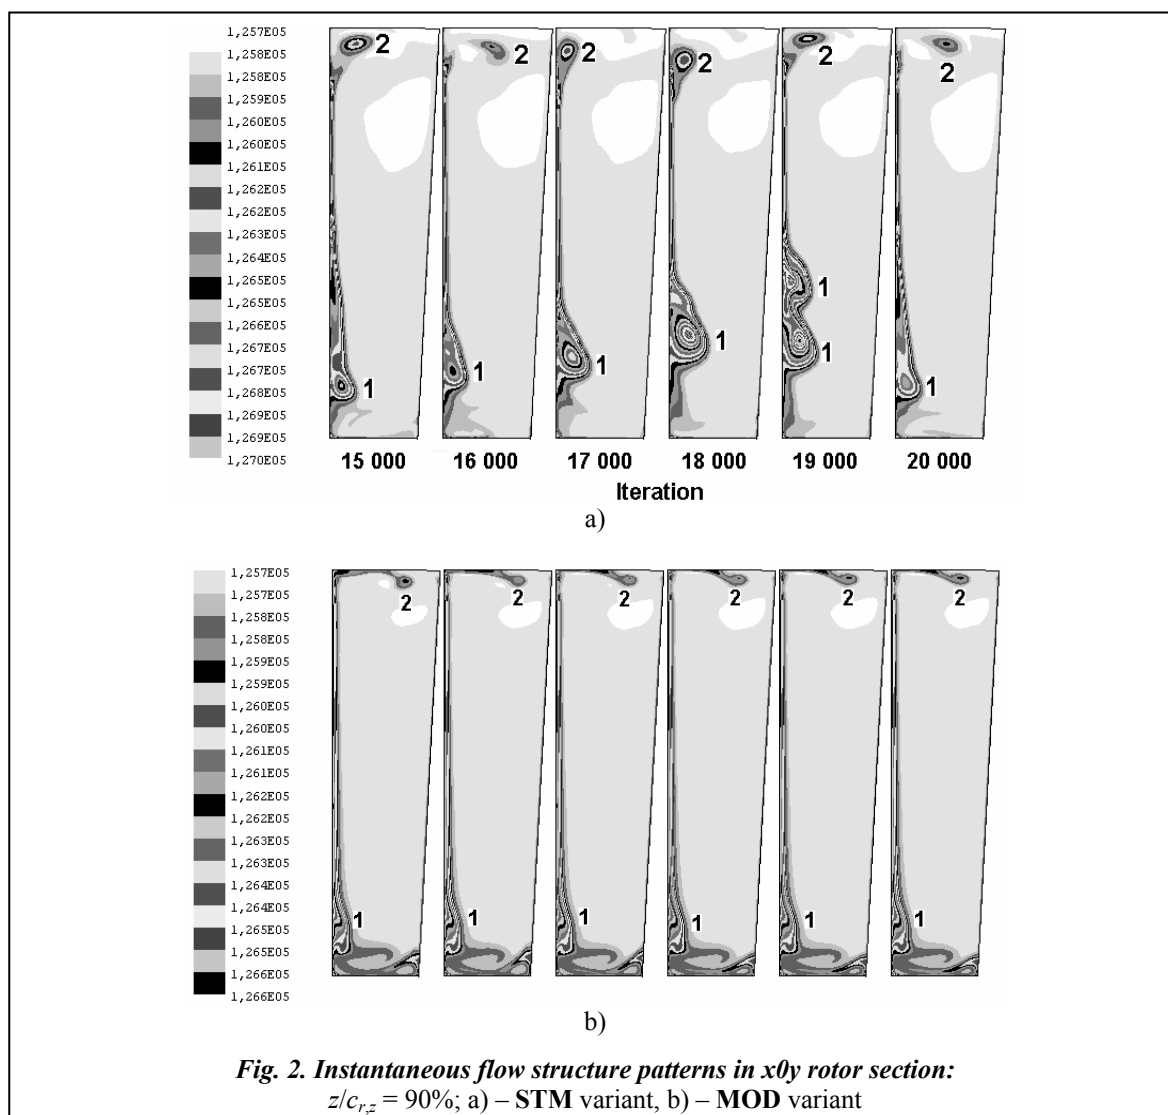 1,257E05
1,258E05
1,258E05
1,259E05
1,260E05
1,260E05
1,261E05
1,262E05
1,262E05
1,263E05
1,264E05
1,265E05
1,265E05
1,266E05
1,267E05
1,267E05
1,268E05
1,269E05
1,269E05
1,270E05
2 2 2 2 2 2
1 1 1 1 1 1 1
15 000 16 000 17 000 18 000 19 000 20 000
Iteration
a)
1,257E05
1,257E05
1,258E05
1,258E05
1,259E05
1,259E05
1,260E05
1,260E05
1,261E05
1,261E05
1,262E05
1,262E05
1,263E05
1,263E05
1,264E05
1,264E05
1,265E05
1,265E05
1,266E05
1,266E05
2 2 2 2 2 2
1 1 1 1 1 1
b)
Fig. 2. Instantaneous flow structure patterns in x0y rotor section:
z/c_{r,z} = 90%; a) – STM variant, b) – MOD variant